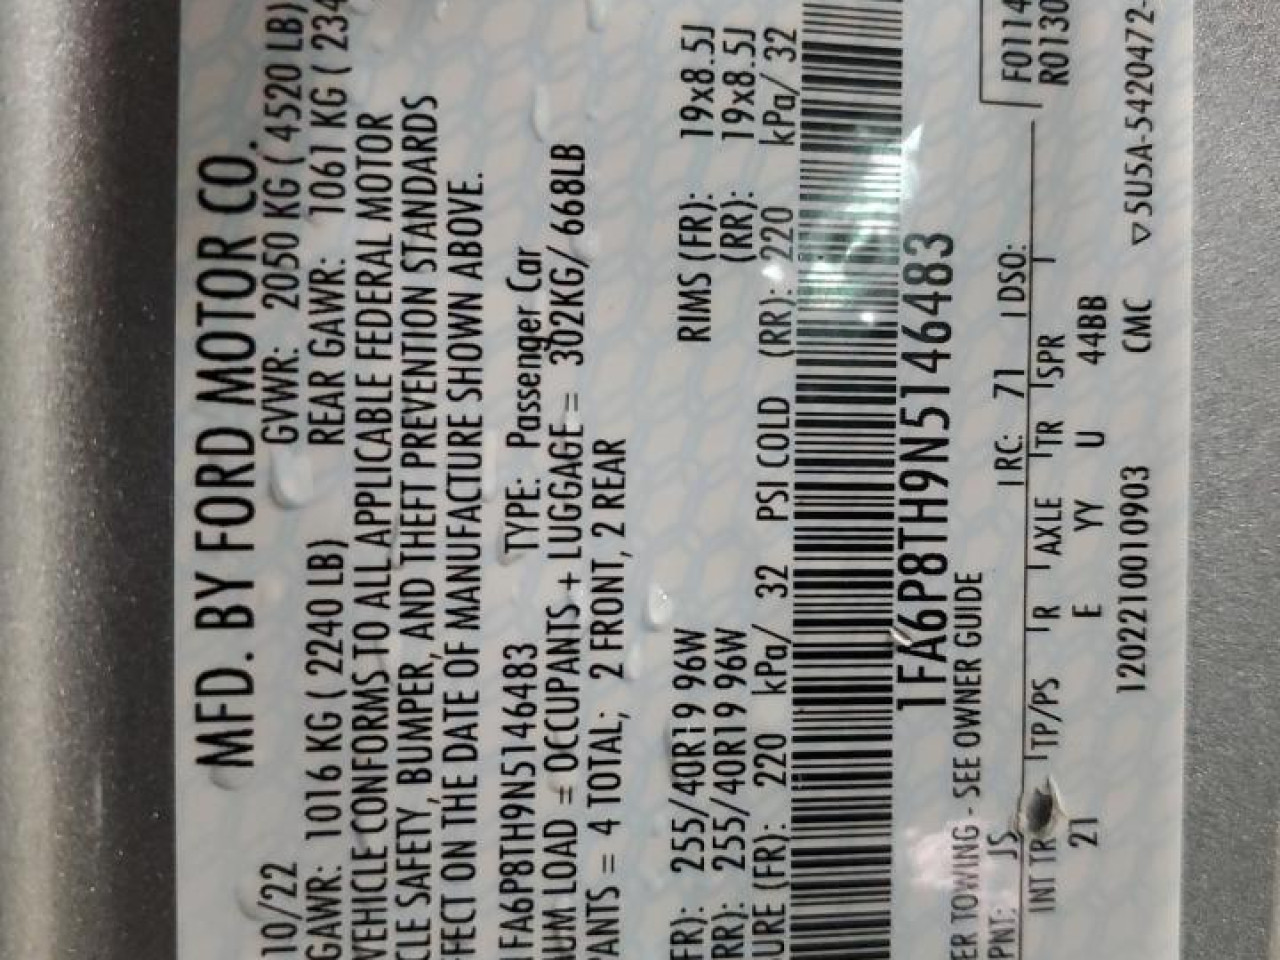 MFD. BY FORD MOTOR CO.
10/22 GVWR: 2050 KG ( 4520 LB)
GAWR: 1016 KG ( 2240 LB) REAR GAWR: 1061 KG ( 234
VEHICLE CONFORMS TO ALL APPLICABLE FEDERAL MOTOR
CLE SAFETY, BUMPER, AND THEFT PREVENTION STANDARDS
FFECT ON THE DATE OF MANUFACTURE SHOWN ABOVE.
1FA6P8TH9N5146483 TYPE: Passenger Car
UM LOAD = OCCUPANTS + LUGGAGE = 302KG/ 668LB
PANTS = 4 TOTAL; 2 FRONT, 2 REAR
FR): 255/40R19 96W RIMS (FR): 19x8.5J
RR): 255/40R19 96W (RR): 19x8.5J
URE (FR): 220 kPa/ 32 PSI COLD (RR): 220 kPa/ 32
1FA6P8TH9N5146483
ER TOWING - SEE OWNER GUIDE
PNT: JS RC: 71 DSO:
F0114
R0130
INT TR TP/PS R AXLE TR SPR
21 E YY U 44BB
1202210010903 CMC ▽5U5A-5420472-